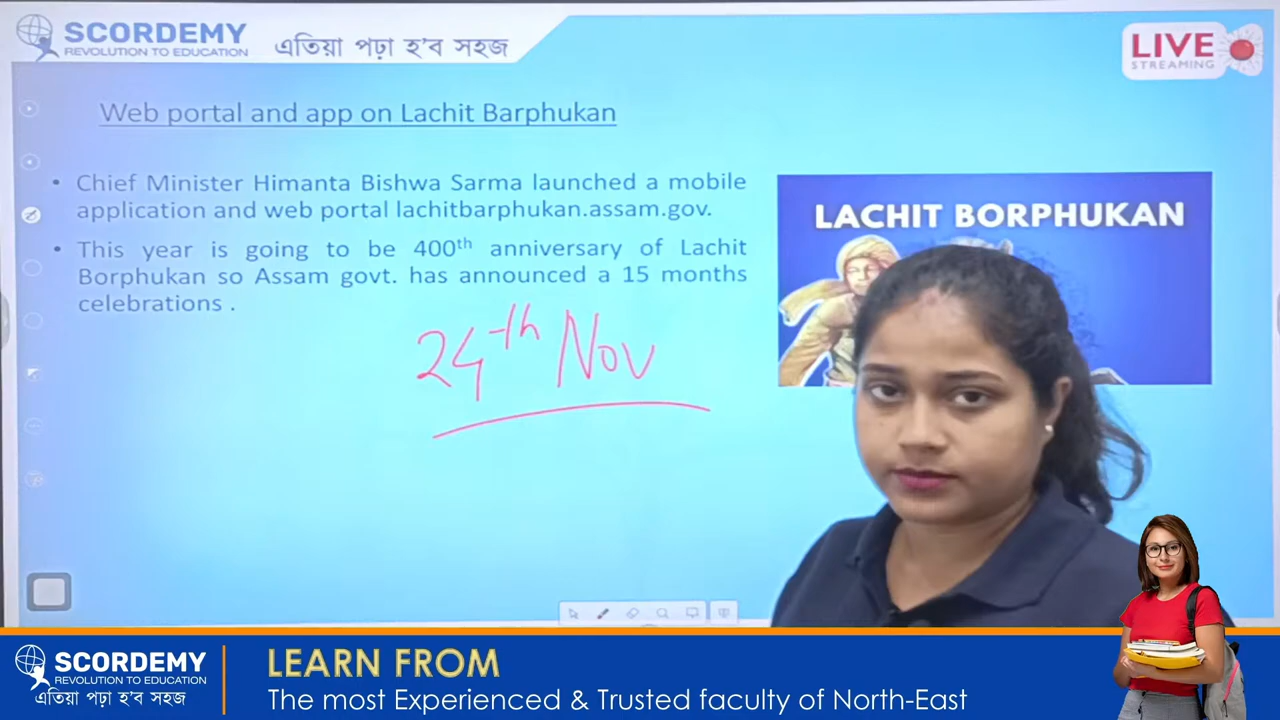 SCORDEMY
REVOLUTION TO EDUCATION
এতিয়া পঢ়া হ'ব সহজ
LIVE
STREAMING
Web portal and app on Lachit Barphukan
• Chief Minister Himanta Bishwa Sarma launched a mobile
application and web portal lachitbarphukan.assam.gov.
• This year is going to be 400th anniversary of Lachit
Borphukan so Assam govt. has announced a 15 months
celebrations .
LACHIT BORPHUKAN
24th Nov
SCORDEMY
REVOLUTION TO EDUCATION
এতিয়া পঢ়া হ'ব সহজ
LEARN FROM
The most Experienced & Trusted faculty of North-East